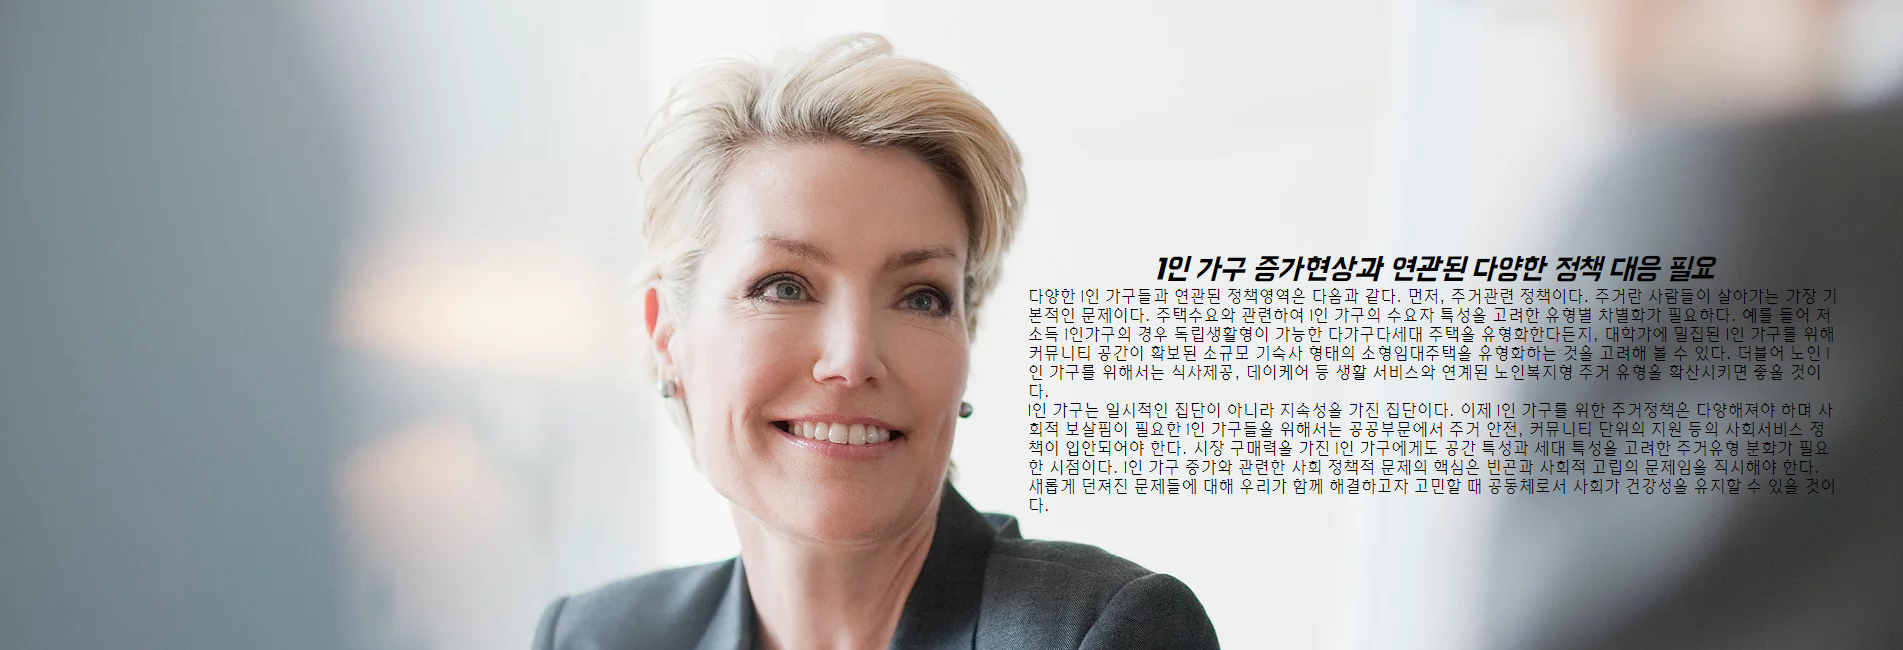 1인 가구 증가현상과 연관된 다양한 정책 대응 필요
다양한 1인 가구들과 연관된 정책영역은 다음과 같다. 먼저, 주거관련 정책이다. 주거란 사람들이 살아가는 가장 기
본적인 문제이다. 주택수요와 관련하여 1인 가구의 수요자 특성을 고려한 유형별 차별화가 필요하다. 예를 들어 저
소득 1인가구의 경우 독립생활형이 가능한 다가구다세대 주택을 유형화한다든지, 대학가에 밀집된 1인 가구를 위해
커뮤니티 공간이 확보된 소규모 기숙사 형태의 소형임대주택을 유형화하는 것을 고려해 볼 수 있다. 더불어 노인 1
인 가구를 위해서는 식사제공, 데이케어 등 생활 서비스와 연계된 노인복지형 주거 유형을 확산시키면 좋을 것이
다.
1인 가구는 일시적인 집단이 아니라 지속성을 가진 집단이다. 이제 1인 가구를 위한 주거정책은 다양해져야 하며 사
회적 보살핌이 필요한 1인 가구들을 위해서는 공공부문에서 주거 안전, 커뮤니티 단위의 지원 등의 사회서비스 정
책이 입안되어야 한다. 시장 구매력을 가진 1인 가구에게도 공간 특성과 세대 특성을 고려한 주거유형 분화가 필요
한 시점이다. 1인 가구 증가와 관련한 사회 정책적 문제의 핵심은 빈곤과 사회적 고립의 문제임을 직시해야 한다.
새롭게 던져진 문제들에 대해 우리가 함께 해결하고자 고민할 때 공동체로서 사회가 건강성을 유지할 수 있을 것이
다.